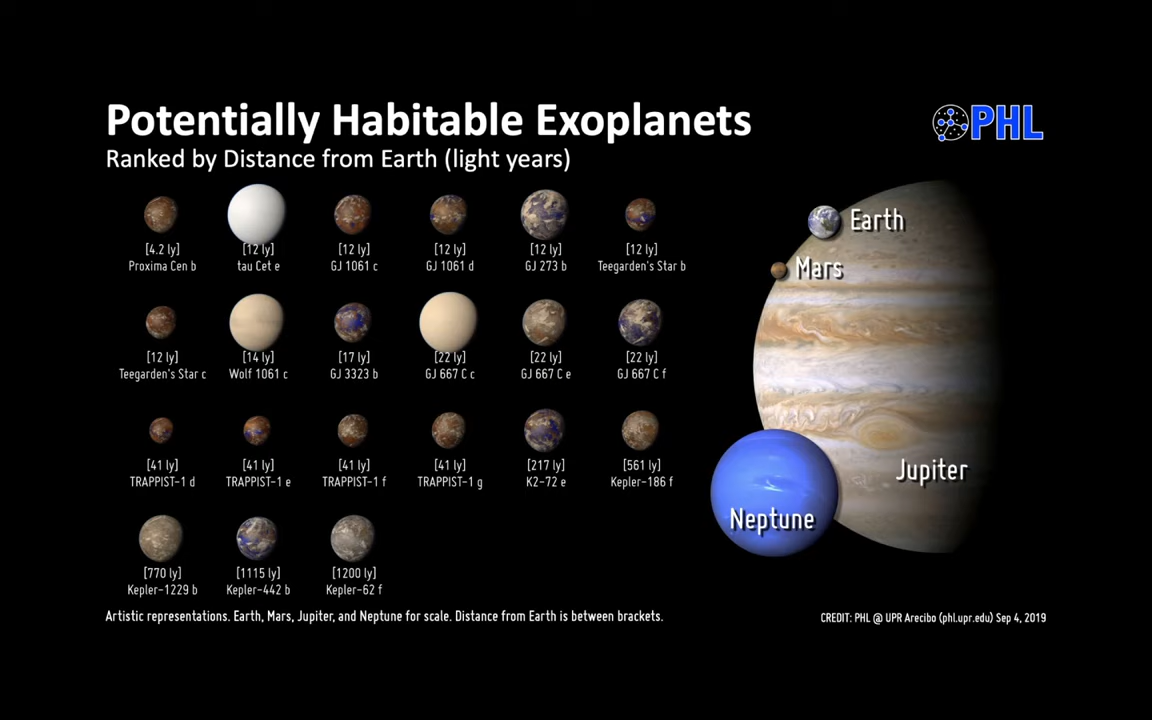 Potentially Habitable Exoplanets
PHL
Ranked by Distance from Earth (light years)
[4.2 ly] [12 ly] [12 ly] [12 ly] [12 ly] [12 ly]
Proxima Cen b tau Cet e GJ 1061 c GJ 1061 d GJ 273 b Teegarden's Star b
[12 ly] [14 ly] [17 ly] [22 ly] [22 ly] [22 ly]
Teegarden's Star c Wolf 1061 c GJ 3323 b GJ 667 C c GJ 667 C e GJ 667 C f
[41 ly] [41 ly] [41 ly] [41 ly] [217 ly] [561 ly]
TRAPPIST-1 d TRAPPIST-1 e TRAPPIST-1 f TRAPPIST-1 g K2-72 e Kepler-186 f
[770 ly] [1115 ly] [1200 ly]
Kepler-1229 b Kepler-442 b Kepler-62 f
Earth
Mars
Jupiter
Neptune
Artistic representations. Earth, Mars, Jupiter, and Neptune for scale. Distance from Earth is between brackets.
CREDIT: PHL @ UPR Arecibo (phl.upr.edu) Sep 4, 2019